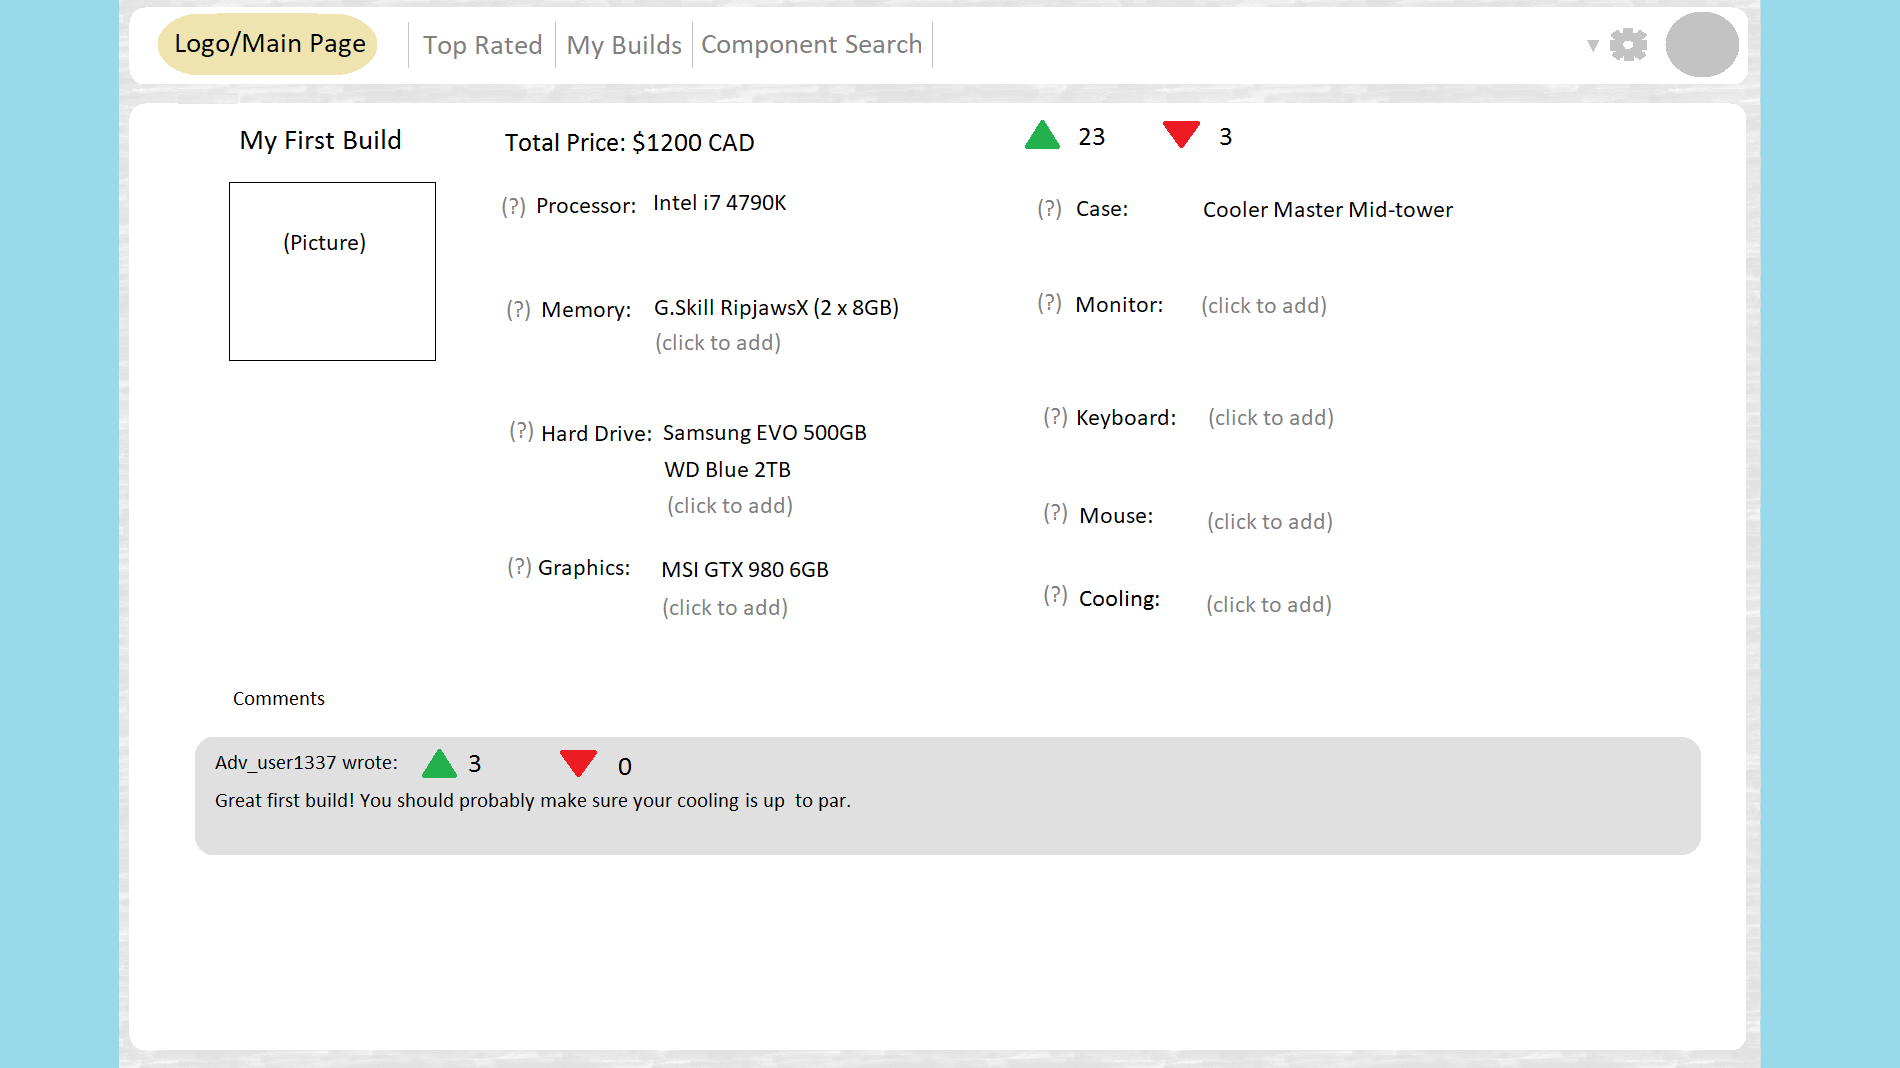 Logo/Main Page
Top Rated
My Builds
Component Search
My First Build
Total Price: $1200 CAD
23
3
(Picture)
(?) Processor: Intel i7 4790K
(?) Memory: G.Skill RipjawsX (2 x 8GB)
(click to add)
(?) Hard Drive: Samsung EVO 500GB
WD Blue 2TB
(click to add)
(?) Graphics: MSI GTX 980 6GB
(click to add)
(?) Case: Cooler Master Mid-tower
(?) Monitor: (click to add)
(?) Keyboard: (click to add)
(?) Mouse: (click to add)
(?) Cooling: (click to add)
Comments
Adv_user1337 wrote: 3 0
Great first build! You should probably make sure your cooling is up  to par.